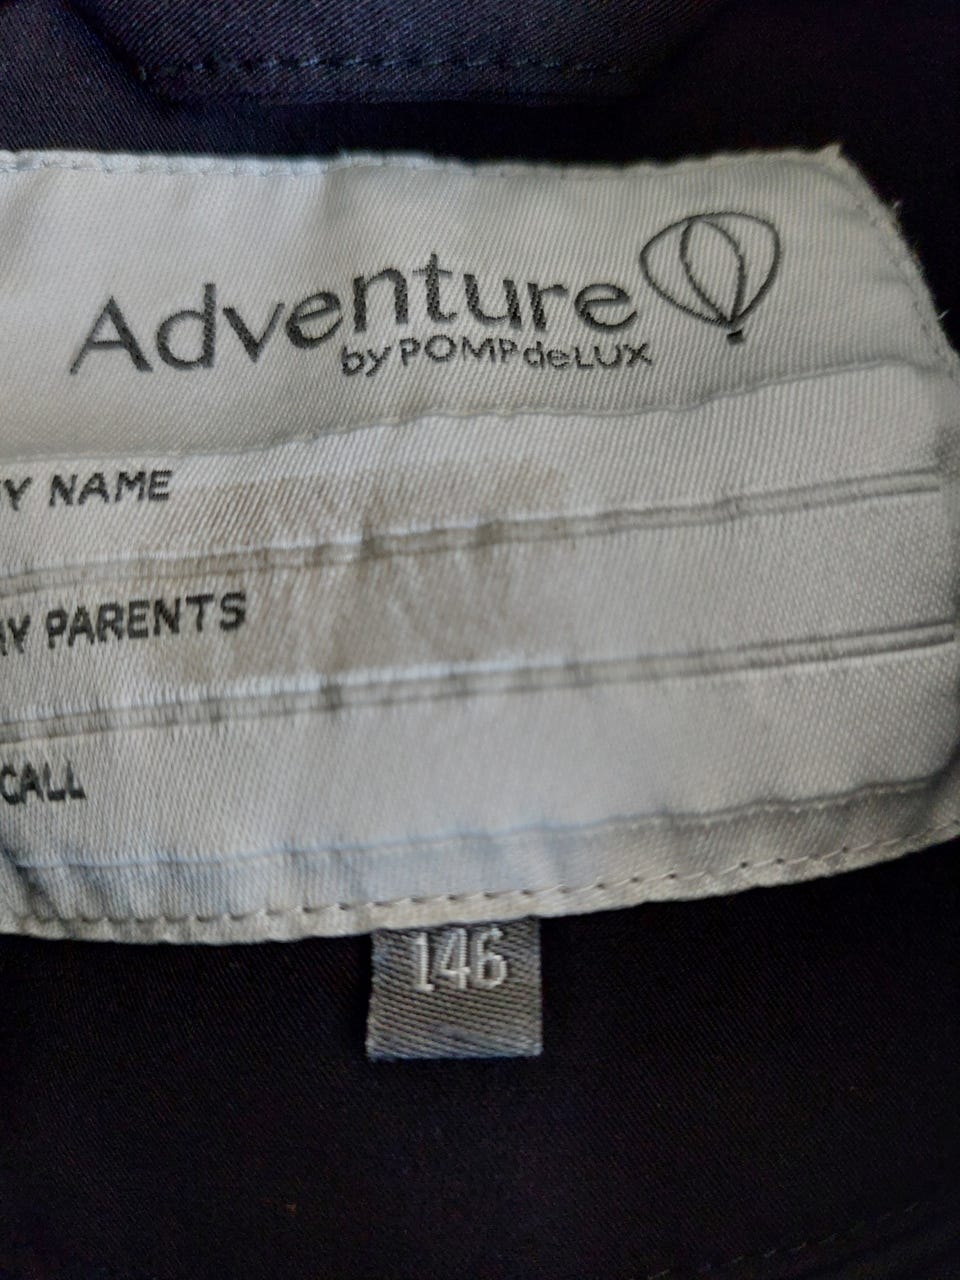 Adventure
by POMPdeLUX
Y NAME
Y PARENTS
CALL
146